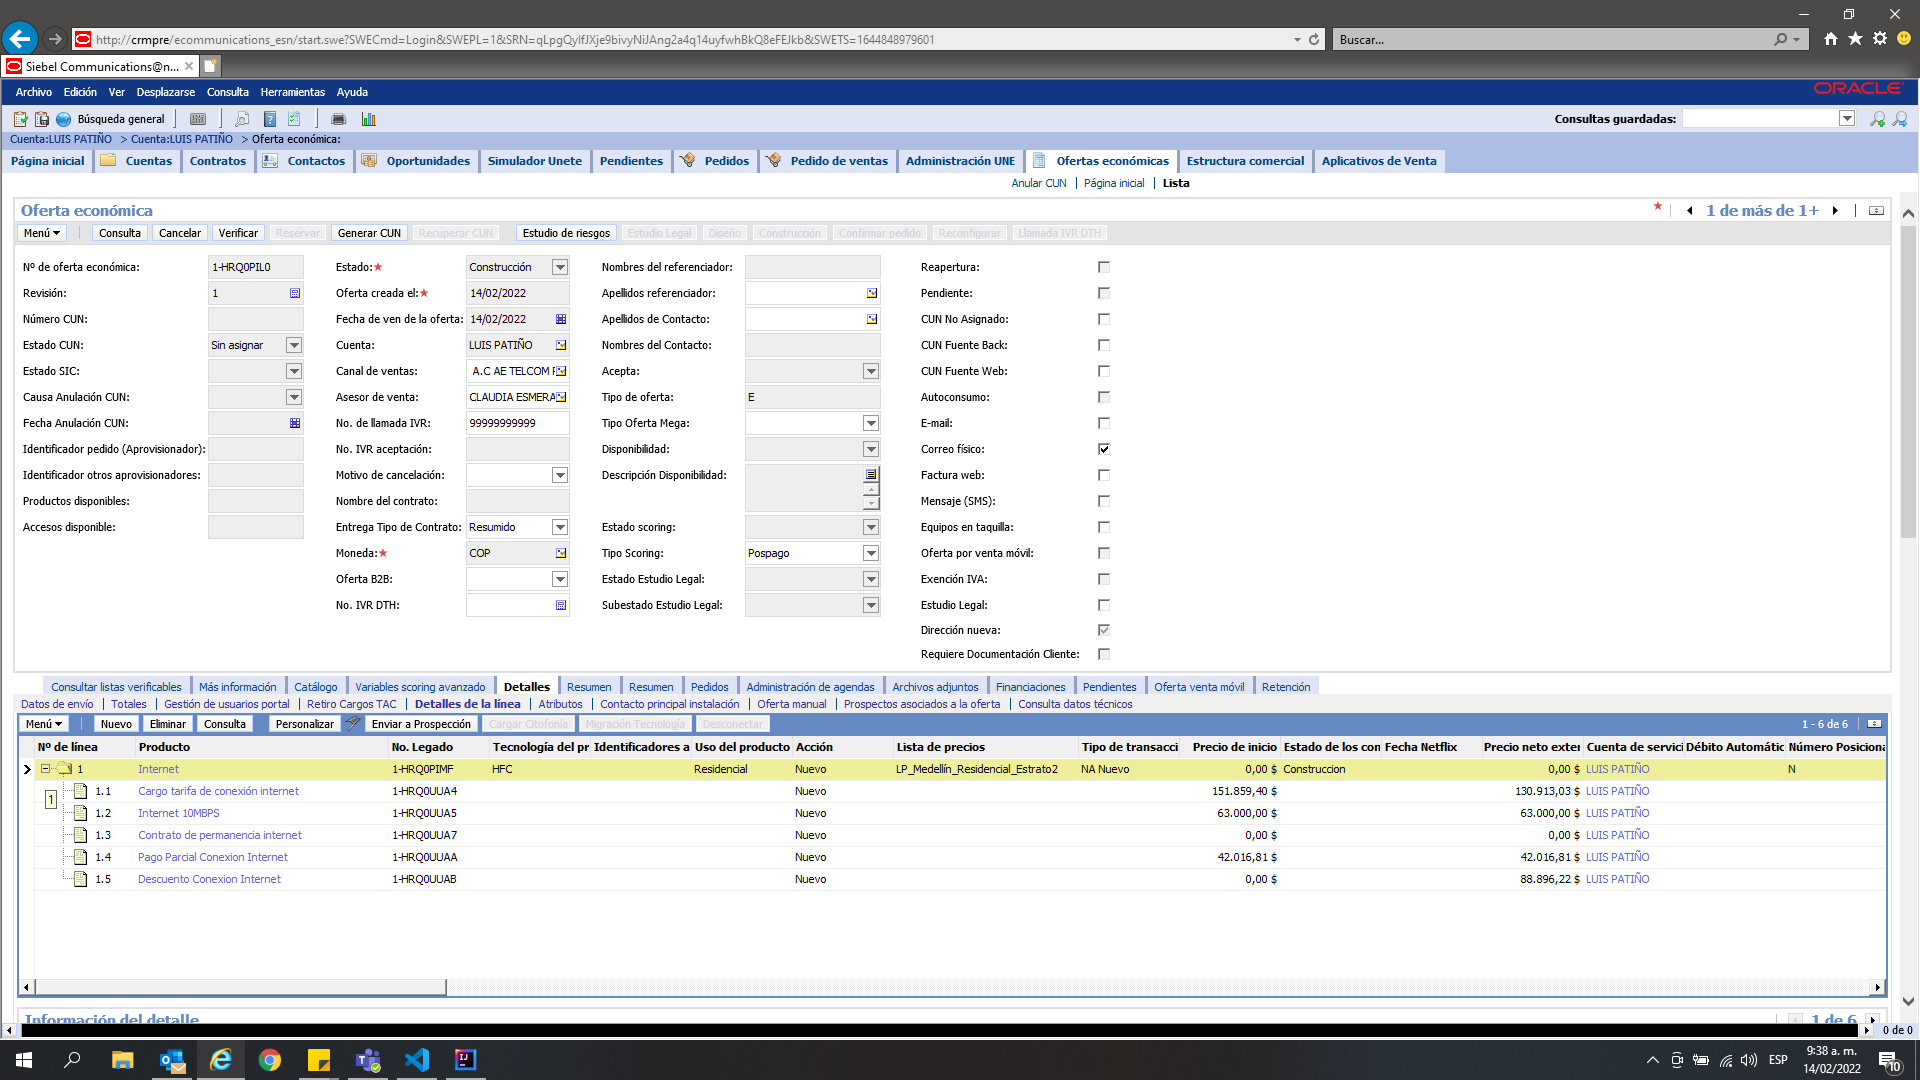 http://crmpre/ecommunications_esn/start.swe?SWECmd=Login&SWEPL=1&SRN=qLpgQylfJXje9bivyNiJAng2a4q14uyfwhBkQ8eFEJkb&SWETS=1644848979601
Buscar...
Siebel Communications@n...
Archivo Edición Ver Desplazarse Consulta Herramientas Ayuda
ORACLE
Búsqueda general
Consultas guardadas:
Cuenta:LUIS PATIÑO > Cuenta:LUIS PATIÑO > Oferta económica:
Página inicial Cuentas Contratos Contactos Oportunidades Simulador Unete Pendientes Pedidos Pedido de ventas Administración UNE Ofertas económicas Estructura comercial Aplicativos de Venta
Anular CUN Página inicial Lista
Oferta económica
1 de más de 1+
Menú Consulta Cancelar Verificar Reservar Generar CUN Recuperar CUN Estudio de riesgos Estudio Legal Diseño Construcción Confirmar pedido Reconfigurar Llamada IVR DTH
Nº de oferta económica: 1-HRQ0PIL0 Estado:★ Construcción Nombres del referenciador: Reapertura:
Revisión: 1 Oferta creada el:★ 14/02/2022 Apellidos referenciador: Pendiente:
Número CUN: Fecha de ven de la oferta: 14/02/2022 Apellidos de Contacto: CUN No Asignado:
Estado CUN: Sin asignar Cuenta: LUIS PATIÑO Nombres del Contacto: CUN Fuente Back:
Estado SIC: Canal de ventas: A.C AE TELCOM Acepta: CUN Fuente Web:
Causa Anulación CUN: Asesor de venta: CLAUDIA ESMERA Tipo de oferta: E Autoconsumo:
Fecha Anulación CUN: No. de llamada IVR: 99999999999 Tipo Oferta Mega: E-mail:
Identificador pedido (Aprovisionador): No. IVR aceptación: Disponibilidad: Correo físico:
Identificador otros aprovisionadores: Motivo de cancelación: Descripción Disponibilidad: Factura web:
Productos disponibles: Nombre del contrato: Mensaje (SMS):
Accesos disponible: Entrega Tipo de Contrato: Resumido Estado scoring: Equipos en taquilla:
Moneda:★ COP Tipo Scoring: Pospago Oferta por venta móvil:
Oferta B2B: Estado Estudio Legal: Exención IVA:
No. IVR DTH: Subestado Estudio Legal: Estudio Legal:
Dirección nueva:
Requiere Documentación Cliente:
Consultar listas verificables Más información Catálogo Variables scoring avanzado Detalles Resumen Resumen Pedidos Administración de agendas Archivos adjuntos Financiaciones Pendientes Oferta venta móvil Retención
Datos de envío Totales Gestión de usuarios portal Retiro Cargos TAC Detalles de la línea Atributos Contacto principal instalación Oferta manual Prospectos asociados a la oferta Consulta datos técnicos
Menú Nuevo Eliminar Consulta Personalizar Enviar a Prospección Cargar Citofonía Migración Tecnología Desconectar 1 - 6 de 6
Nº de línea Producto No. Legado Tecnología del pr Identificadores a Uso del producto Acción Lista de precios Tipo de transacci Precio de inicio Estado de los con Fecha Netflix Precio neto exter Cuenta de servici Débito Automátic Número Posiciona
1 Internet 1-HRQ0PIMF HFC Residencial Nuevo LP_Medellín_Residencial_Estrato2 NA Nuevo 0,00 $ Construccion 0,00 $ LUIS PATIÑO N
1.1 Cargo tarifa de conexión internet 1-HRQ0UUA4 Nuevo 151.859,40 $ 130.913,03 $ LUIS PATIÑO
1
1.2 Internet 10MBPS 1-HRQ0UUA5 Nuevo 63.000,00 $ 63.000,00 $ LUIS PATIÑO
1.3 Contrato de permanencia internet 1-HRQ0UUA7 Nuevo 0,00 $ 0,00 $ LUIS PATIÑO
1.4 Pago Parcial Conexion Internet 1-HRQ0UUAA Nuevo 42.016,81 $ 42.016,81 $ LUIS PATIÑO
1.5 Descuento Conexion Internet 1-HRQ0UUAB Nuevo 0,00 $ 88.896,22 $ LUIS PATIÑO
Información del detalle
1 de 6
0 de 0
ESP
9:38 a. m.
14/02/2022
10